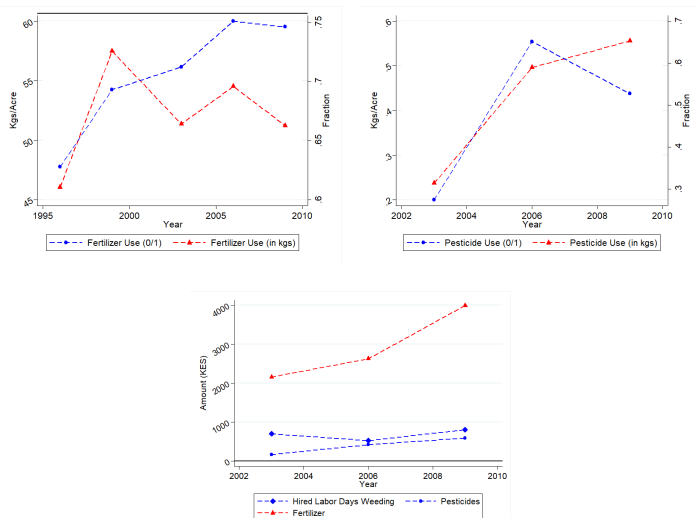 60
55
50
45
Kgs/Acre
.75
.7
.65
.6
Fraction
1995 2000 2005 2010
Year
Fertilizer Use (0/1) Fertilizer Use (in kgs)
.6
.5
.4
.3
.2
Kgs/Acre
.7
.6
.5
.4
.3
Fraction
2002 2004 2006 2008 2010
Year
Pesticide Use (0/1) Pesticide Use (in kgs)
4000
3000
2000
1000
0
Amount (KES)
2002 2004 2006 2008 2010
Year
Hired Labor Days Weeding Pesticides
Fertilizer